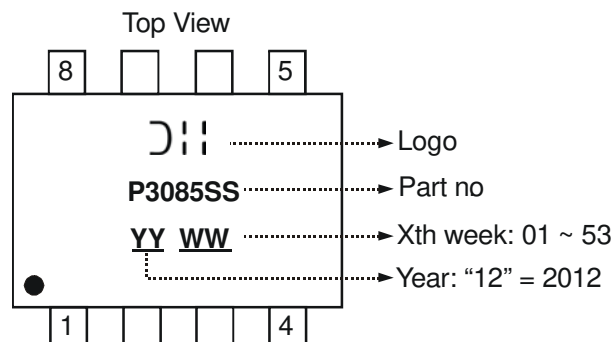 Top View
8 5
Logo
P3085SS Part no
YY WW Xth week: 01 ~ 53
Year: “12” = 2012
1 4